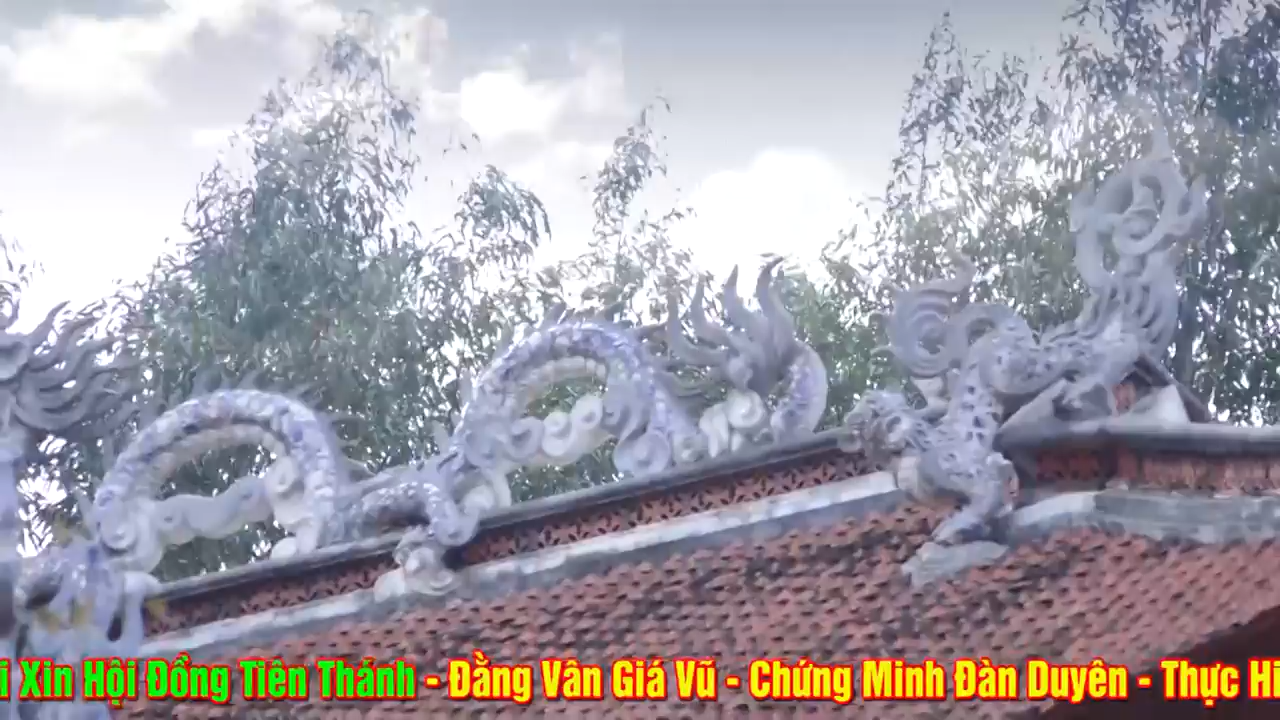 Xin Hội Đồng Tiên Thánh - Đằng Vân Giá Vũ - Chứng Minh Đàn Duyên - Thực